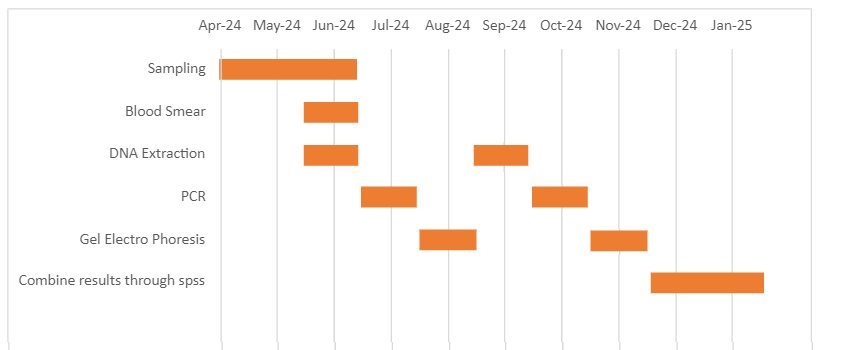 Apr-24 May-24 Jun-24 Jul-24 Aug-24 Sep-24 Oct-24 Nov-24 Dec-24 Jan-25
Sampling
Blood Smear
DNA Extraction
PCR
Gel Electro Phoresis
Combine results through spss